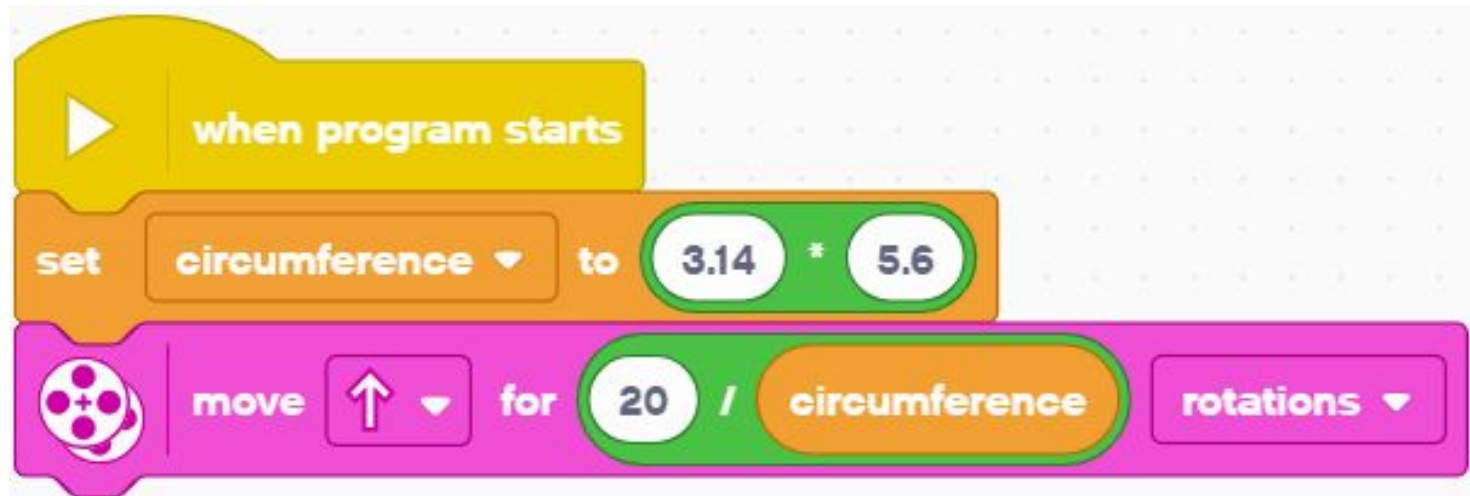 when program starts
set circumference to 3.14 * 5.6
move for 20 / circumference rotations